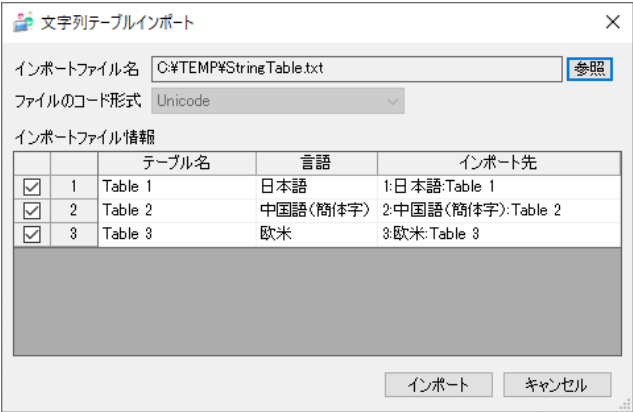 文字列テーブルインポート
インポートファイル名 C:¥TEMP¥StringTable.txt 参照
ファイルのコード形式 Unicode
インポートファイル情報
テーブル名 言語 インポート先
1 Table 1 日本語 1:日本語:Table 1
2 Table 2 中国語(簡体字) 2:中国語(簡体字):Table 2
3 Table 3 欧米 3:欧米:Table 3
インポート キャンセル